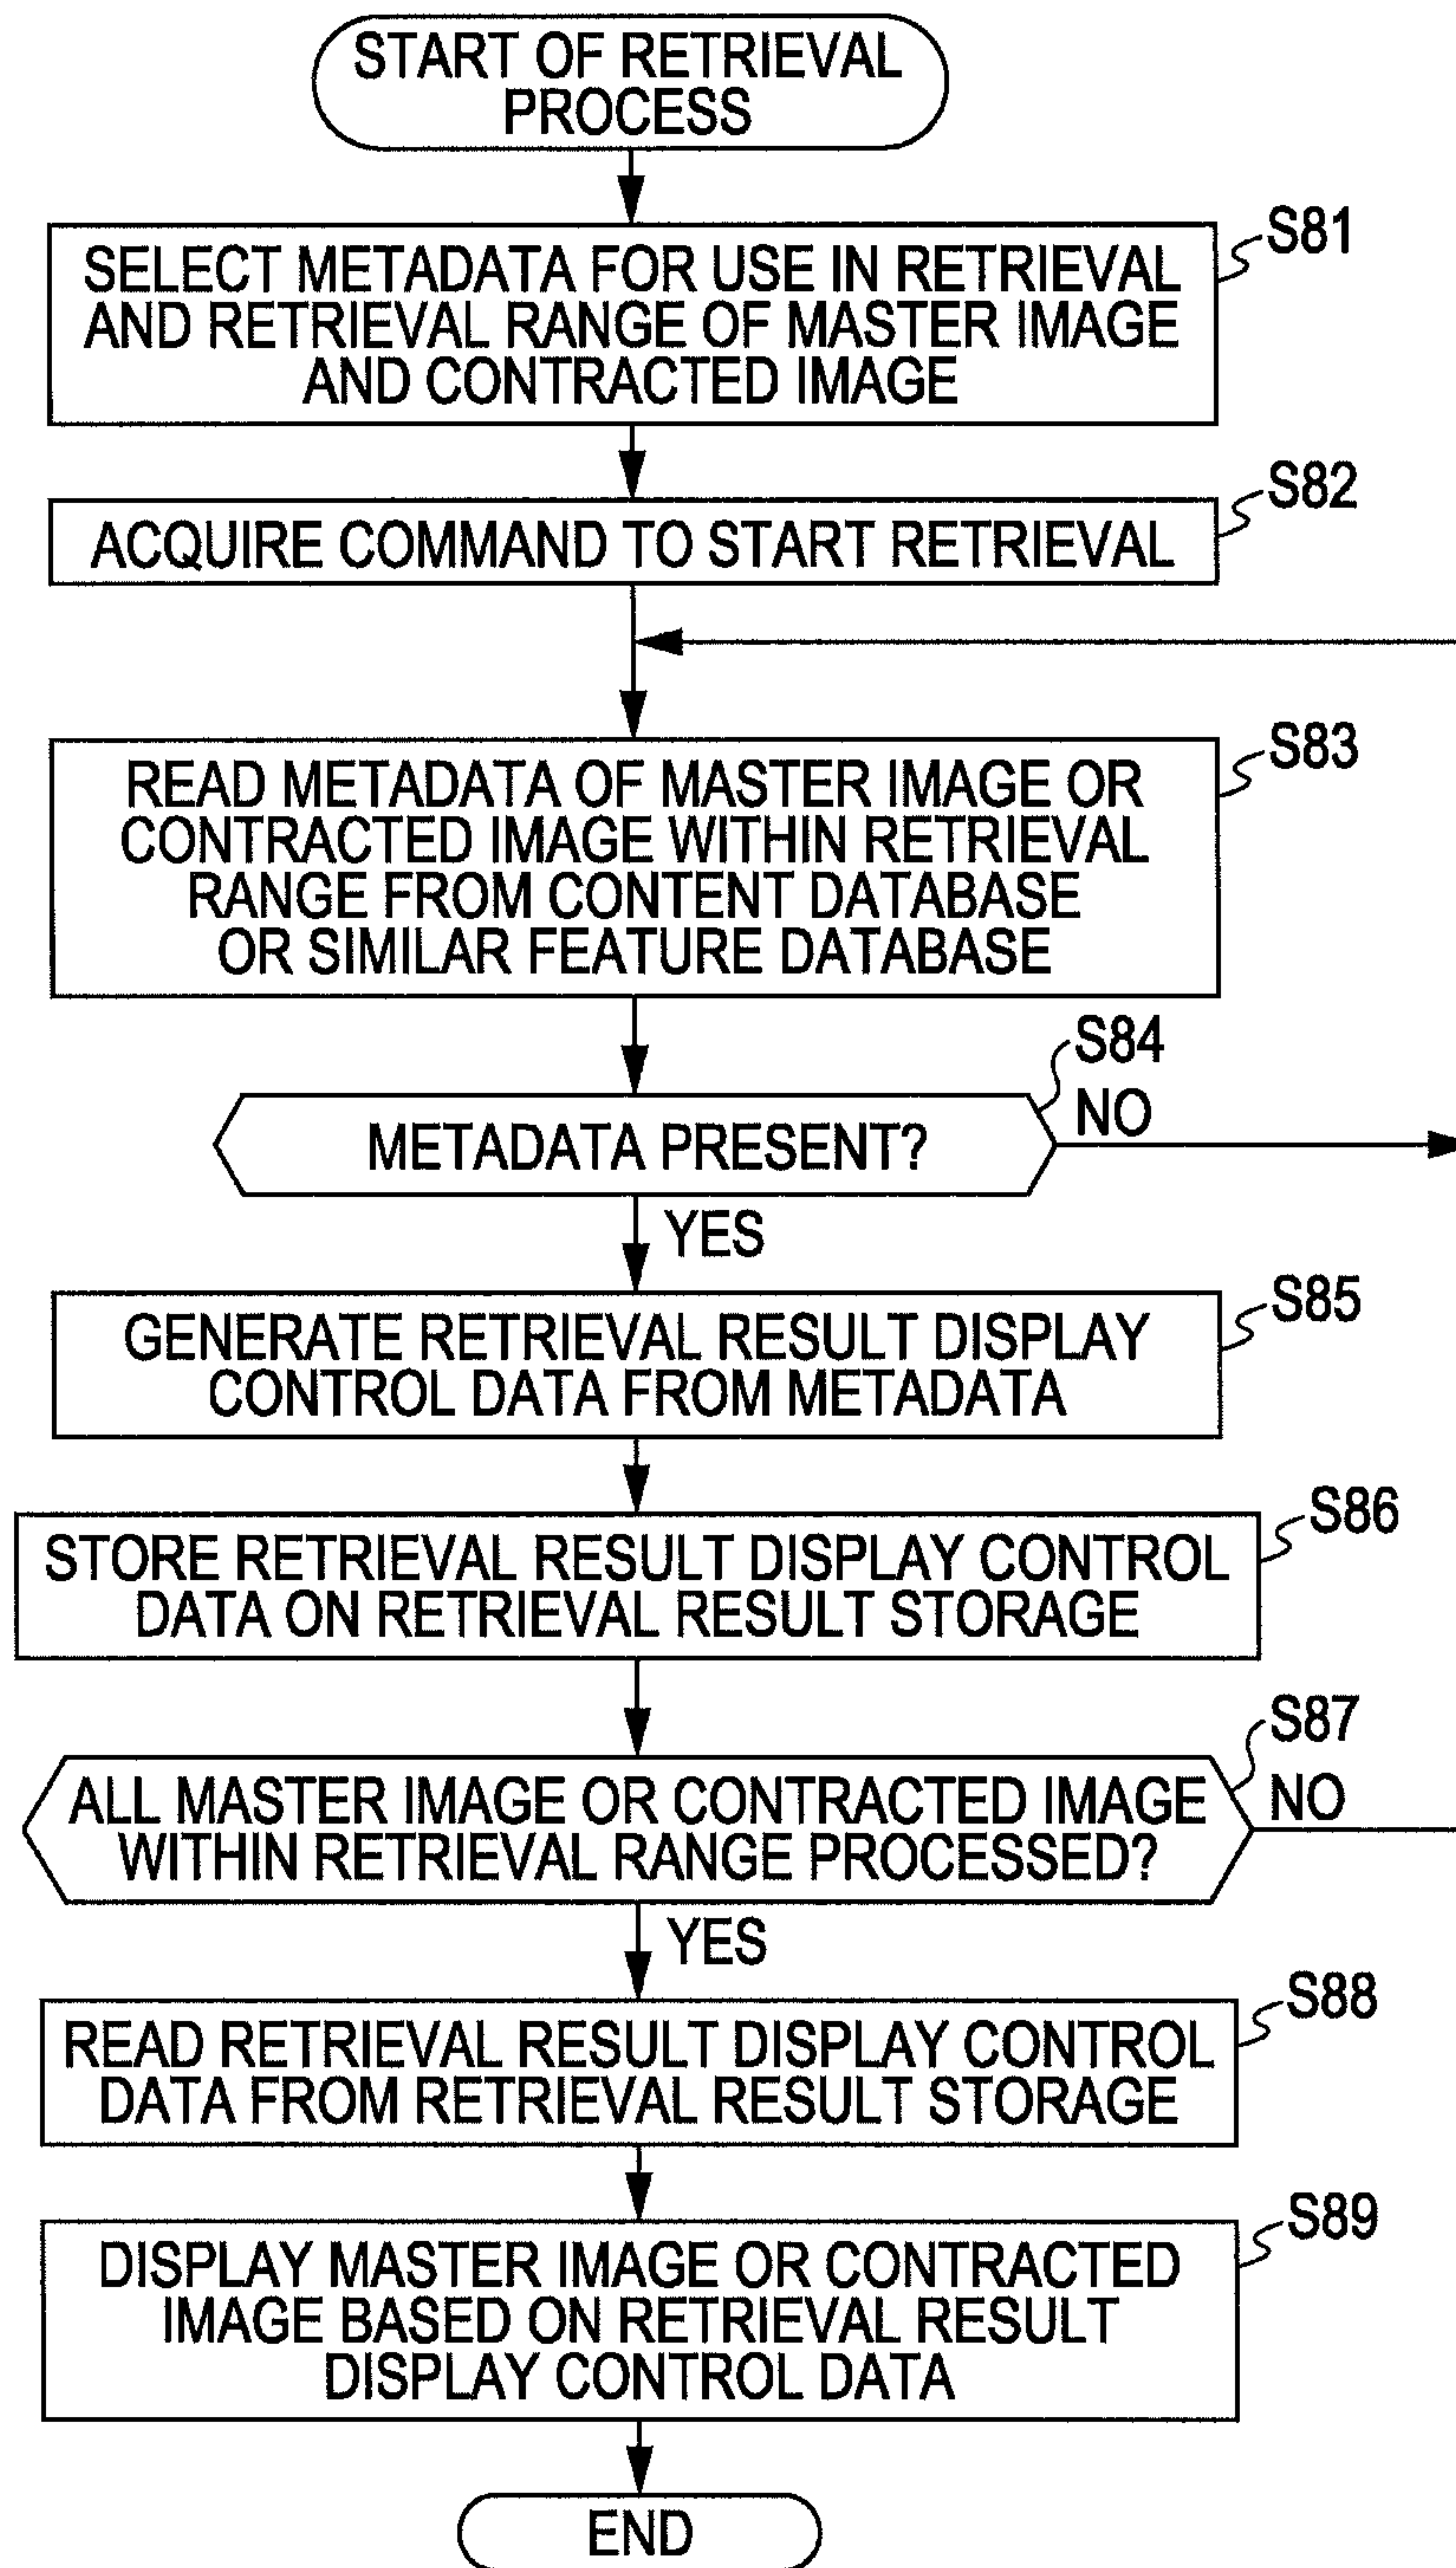 START OF RETRIEVAL
PROCESS
S81
SELECT METADATA FOR USE IN RETRIEVAL
AND RETRIEVAL RANGE OF MASTER IMAGE
AND CONTRACTED IMAGE
S82
ACQUIRE COMMAND TO START RETRIEVAL
S83
READ METADATA OF MASTER IMAGE OR
CONTRACTED IMAGE WITHIN RETRIEVAL
RANGE FROM CONTENT DATABASE
OR SIMILAR FEATURE DATABASE
S84
NO
METADATA PRESENT?
YES
S85
GENERATE RETRIEVAL RESULT DISPLAY
CONTROL DATA FROM METADATA
S86
STORE RETRIEVAL RESULT DISPLAY CONTROL
DATA ON RETRIEVAL RESULT STORAGE
S87
NO
ALL MASTER IMAGE OR CONTRACTED IMAGE
WITHIN RETRIEVAL RANGE PROCESSED?
YES
S88
READ RETRIEVAL RESULT DISPLAY CONTROL
DATA FROM RETRIEVAL RESULT STORAGE
S89
DISPLAY MASTER IMAGE OR CONTRACTED
IMAGE BASED ON RETRIEVAL RESULT
DISPLAY CONTROL DATA
END